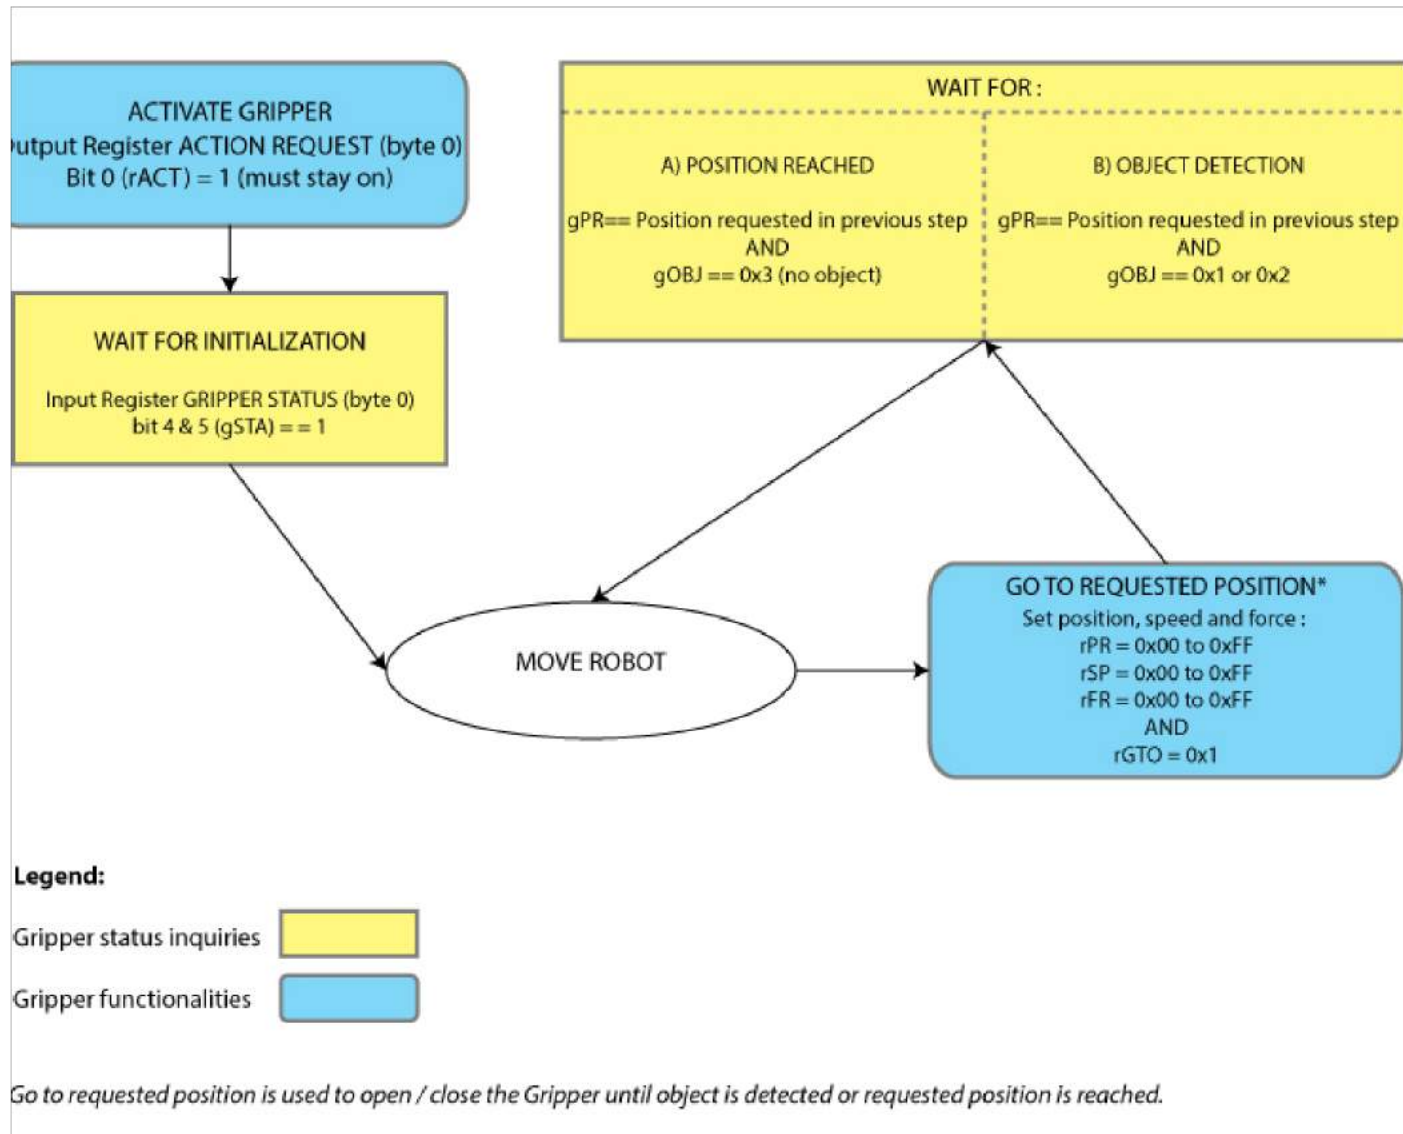 ACTIVATE GRIPPER
utput Register ACTION REQUEST (byte 0)
Bit 0 (rACT) = 1 (must stay on)
WAIT FOR INITIALIZATION
Input Register GRIPPER STATUS (byte 0)
bit 4 & 5 (gSTA) = = 1
WAIT FOR :
A) POSITION REACHED
gPR== Position requested in previous step
AND
gOBJ == 0x3 (no object)
B) OBJECT DETECTION
gPR== Position requested in previous step
AND
gOBJ == 0x1 or 0x2
MOVE ROBOT
GO TO REQUESTED POSITION*
Set position, speed and force :
rPR = 0x00 to 0xFF
rSP = 0x00 to 0xFF
rFR = 0x00 to 0xFF
AND
rGTO = 0x1
Legend:
Gripper status inquiries
Gripper functionalities
Go to requested position is used to open / close the Gripper until object is detected or requested position is reached.